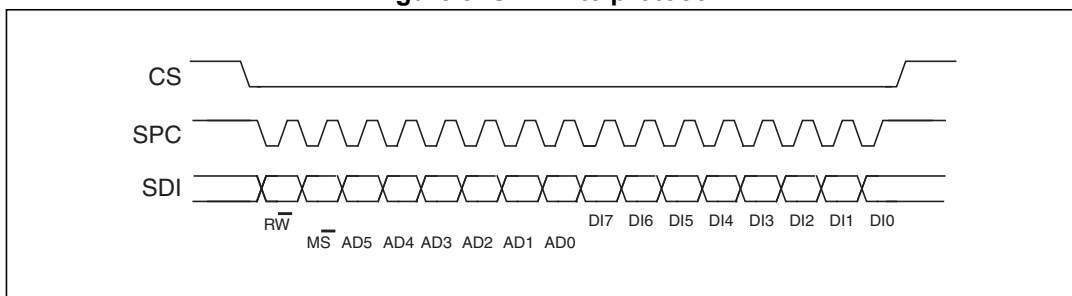 CS
SPC
SDI
RW̅ DI7 DI6 DI5 DI4 DI3 DI2 DI1 DI0
MS̅ AD5 AD4 AD3 AD2 AD1 AD0